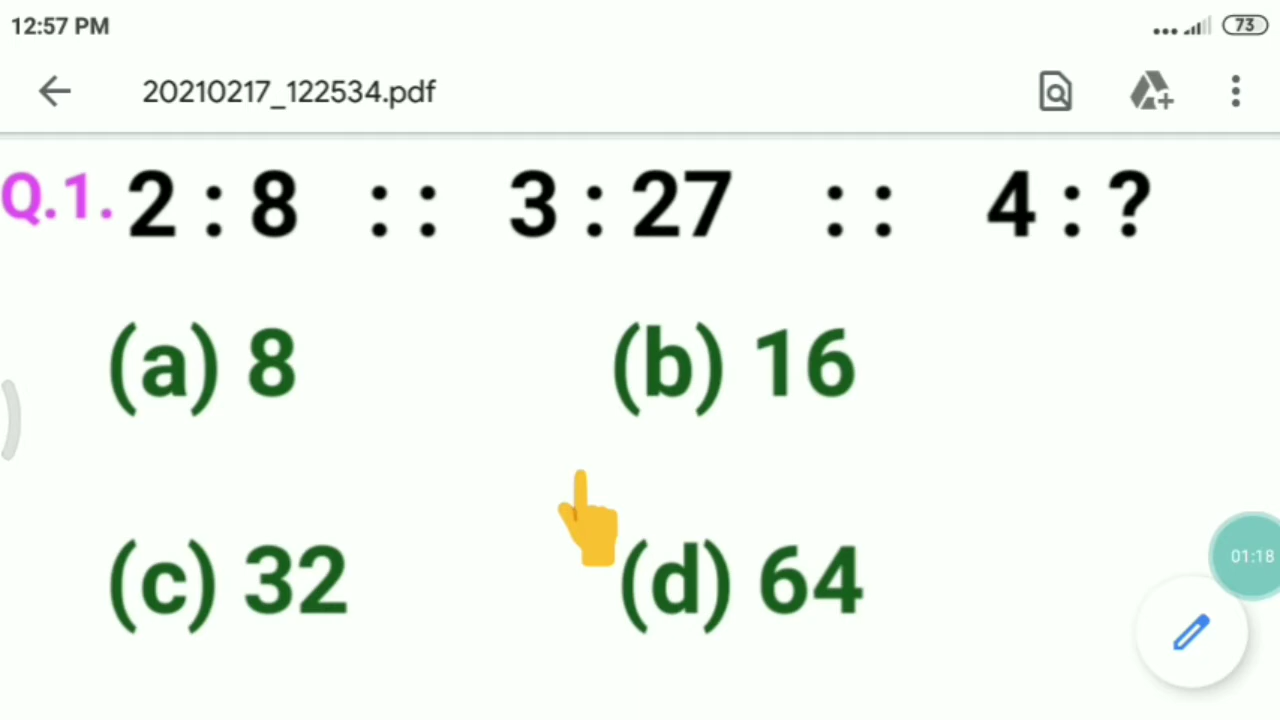 12:57 PM 73
20210217_122534.pdf
Q.1. 2 : 8 : : 3 : 27 : : 4 : ?
(a) 8 (b) 16
(c) 32 (d) 64
01:18